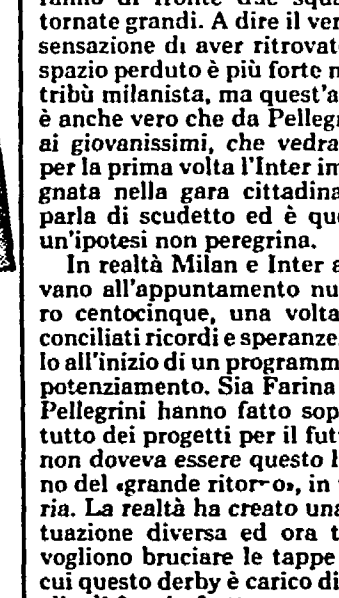 tornate grandi. A dire il ver
sensazione di aver ritrovat
spazio perduto è più forte n
tribù milanista, ma quest'a
è anche vero che da Pellegr
ai giovanissimi, che vedra
per la prima volta l'Inter im
gnata nella gara cittadina
parla di scudetto ed è que
un'ipotesi non peregrina.
In realtà Milan e Inter a
vano all'appuntamento nu
ro centocinque, una volta
conciliati ricordi e speranze
lo all'inizio di un programm
potenziamento. Sia Farina
Pellegrini hanno fatto sop
tutto dei progetti per il fut
non doveva essere questo l
no del «grande ritorno», in
ria. La realtà ha creato una
tuazione diversa ed ora t
vogliono bruciare le tappe
cui questo derby è carico di